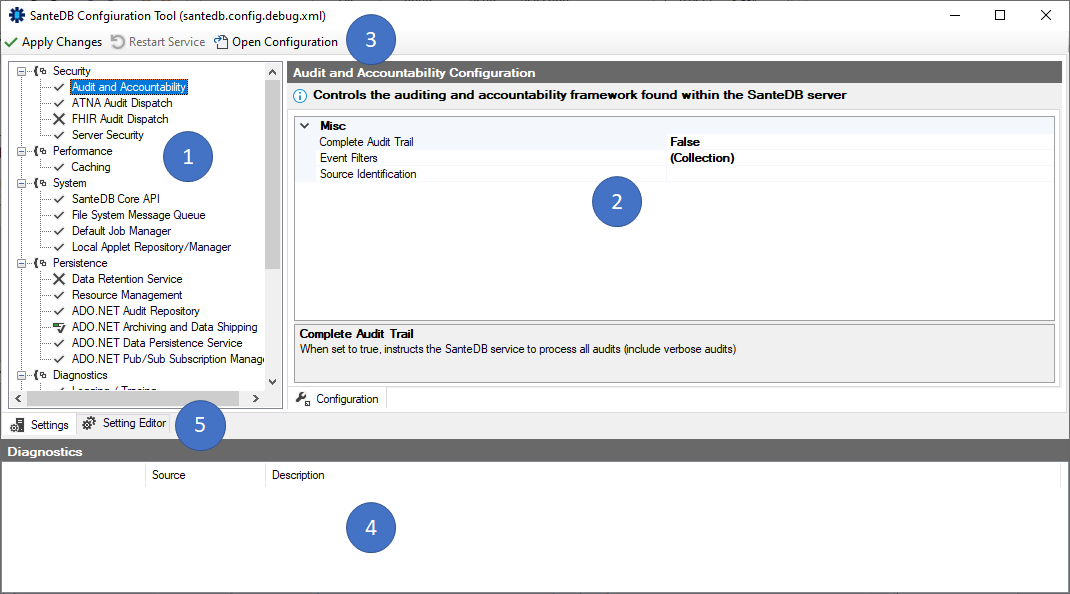 SanteDB Confgiuration Tool (santedb.config.debug.xml)
Apply Changes Restart Service Open Configuration 3
Security
Audit and Accountability
ATNA Audit Dispatch
FHIR Audit Dispatch
Server Security
Performance
Caching
System
SanteDB Core API
File System Message Queue
Default Job Manager
Local Applet Repository/Manager
Persistence
Data Retention Service
Resource Management
ADO.NET Audit Repository
ADO.NET Archiving and Data Shipping
ADO.NET Data Persistence Service
ADO.NET Pub/Sub Subscription Manage
Diagnostics
Logging / Tracing
1
Audit and Accountability Configuration
Controls the auditing and accountability framework found within the SanteDB server
Misc
Complete Audit Trail False
Event Filters (Collection)
Source Identification
2
Complete Audit Trail
When set to true, instructs the SanteDB service to process all audits (include verbose audits)
Configuration
Settings Setting Editor 5
Diagnostics
Source Description
4